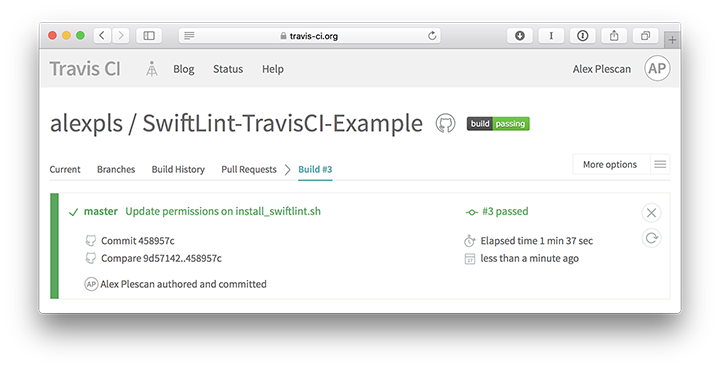 travis-ci.org
Travis CI Blog Status Help Alex Plescan AP
alexpls / SwiftLint-TravisCI-Example build passing
Current Branches Build History Pull Requests Build #3 More options
master Update permissions on install_swiftlint.sh #3 passed
Commit 458957c Elapsed time 1 min 37 sec
Compare 9d57142..458957c less than a minute ago
AP Alex Plescan authored and committed